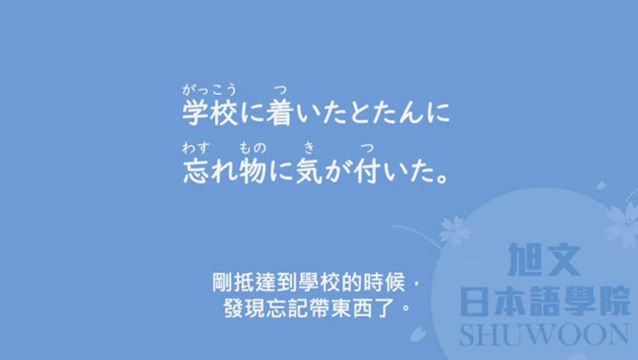 がっこう つ
学校に着いたとたんに
わす もの き つ
忘れ物に気が付いた。
剛抵達到學校的時候，
發現忘記帶東西了。
旭文
日本語學院
SHUWOON